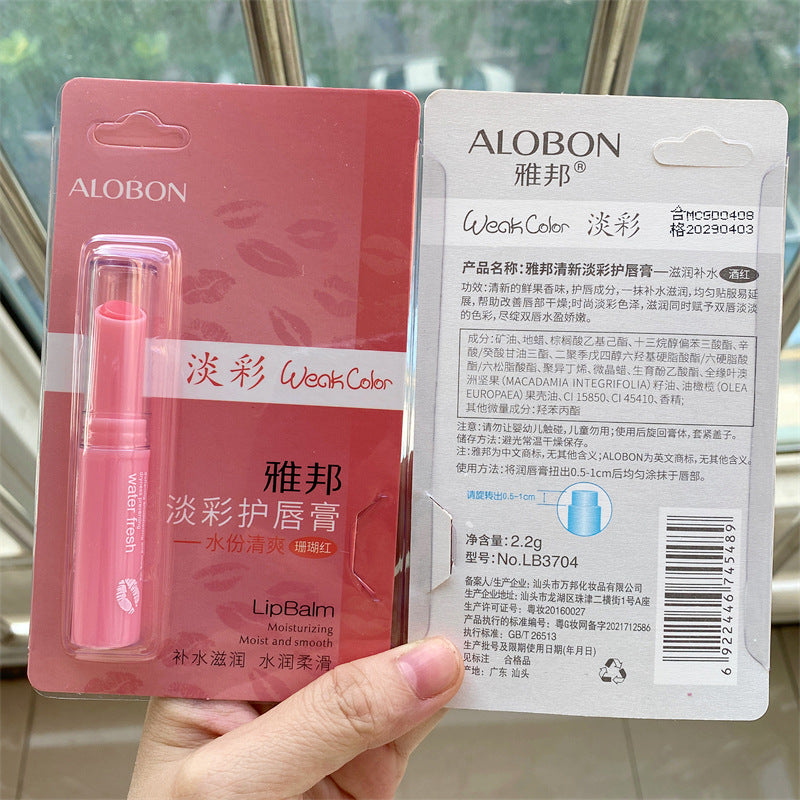 ALOBON
淡彩 Weak Color
water fresh
雅邦
淡彩护唇膏
—水份清爽 珊瑚红
LipBalm
Moisturizing
Moist and smooth
补水滋润 水润柔滑
ALOBON
雅邦®
Weak Color 淡彩
合MCGD0408
格20290403
产品名称:雅邦清新淡彩护唇膏—滋润补水 酒红
功效:清新的鲜果香味,护唇成分,一抹补水滋润,均匀贴服易延
展,帮助改善唇部干燥;时尚淡彩色泽,滋润同时赋予双唇淡淡
的色彩,尽绽双唇水盈娇嫩。
成分:矿油、地蜡、棕榈酸乙基己酯、十三烷醇偏苯三酸酯、辛
酸/癸酸甘油三酯、二聚季戊四醇六羟基硬脂酸酯/六硬脂酸
酯/六松脂酸酯、聚异丁烯、微晶蜡、生育酚乙酸酯、全缘叶澳
洲坚果(MACADAMIA INTEGRIFOLIA)籽油、油橄榄(OLEA
EUROPAEA)果壳油、CI 15850、CI 45410、香精;
其他微量成分:羟苯丙酯
注意:请勿让婴幼儿触碰,儿童勿用;使用后旋回膏体,套紧盖子。
储存方法:避光常温干燥保存。
注:雅邦为中文商标,无其他含义;ALOBON为英文商标,无其他含义。
使用方法:将润唇膏扭出0.5-1cm后均匀涂抹于唇部。
请旋转出0.5-1cm
净含量:2.2g
型号:No.LB3704
备案人/生产企业:汕头市万邦化妆品有限公司
生产企业地址:汕头市龙湖区珠津二横街1号A座
生产许可证号:粤妆20160027
产品执行的标准编号:粤G妆网备字2021712586
执行标准:GB/T 26513
生产批号及限期使用日期(年月日)
见标注 合格品
产地:广东 汕头
6922446745489